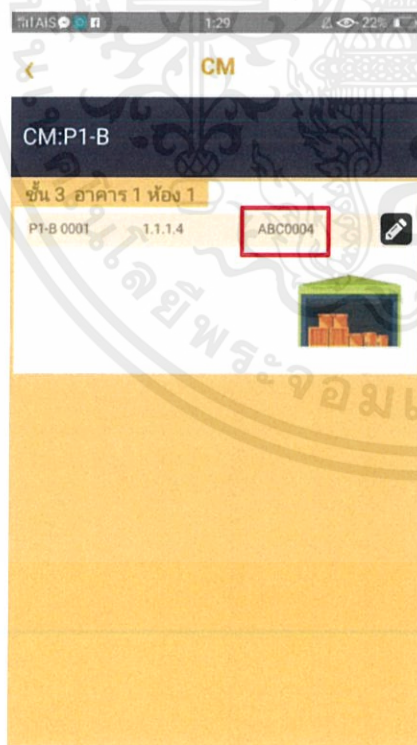 AIS 1:29 22%
CM
CM:P1-B
ชั้น 3 อาคาร 1 ห้อง 1
P1-B 0001 1.1.1.4 ABC0004